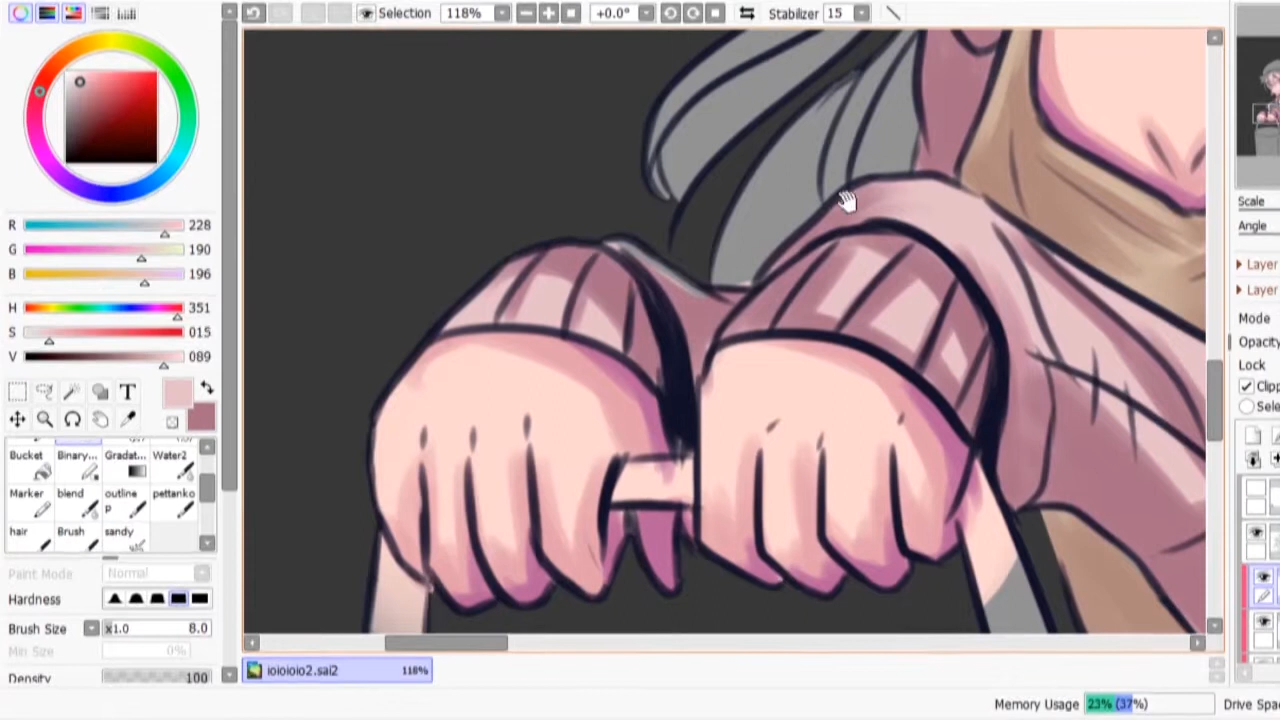 Selection 118% +0.0° Stabilizer 15
R 228
G 190
B 196
H 351
S 015
V 089
T
Bucket Binary... Gradat... Water2
Marker blend outline p pettanko
hair Brush sandy
Paint Mode Normal
Hardness
Brush Size x1.0 8.0
Min Size 0%
Density 100
Scale
Angle
Layer
Layer
Mode
Opacity
Lock
Clipp
Sele
ioioioio2.sai2 118%
Memory Usage 23% (37%) Drive Spa